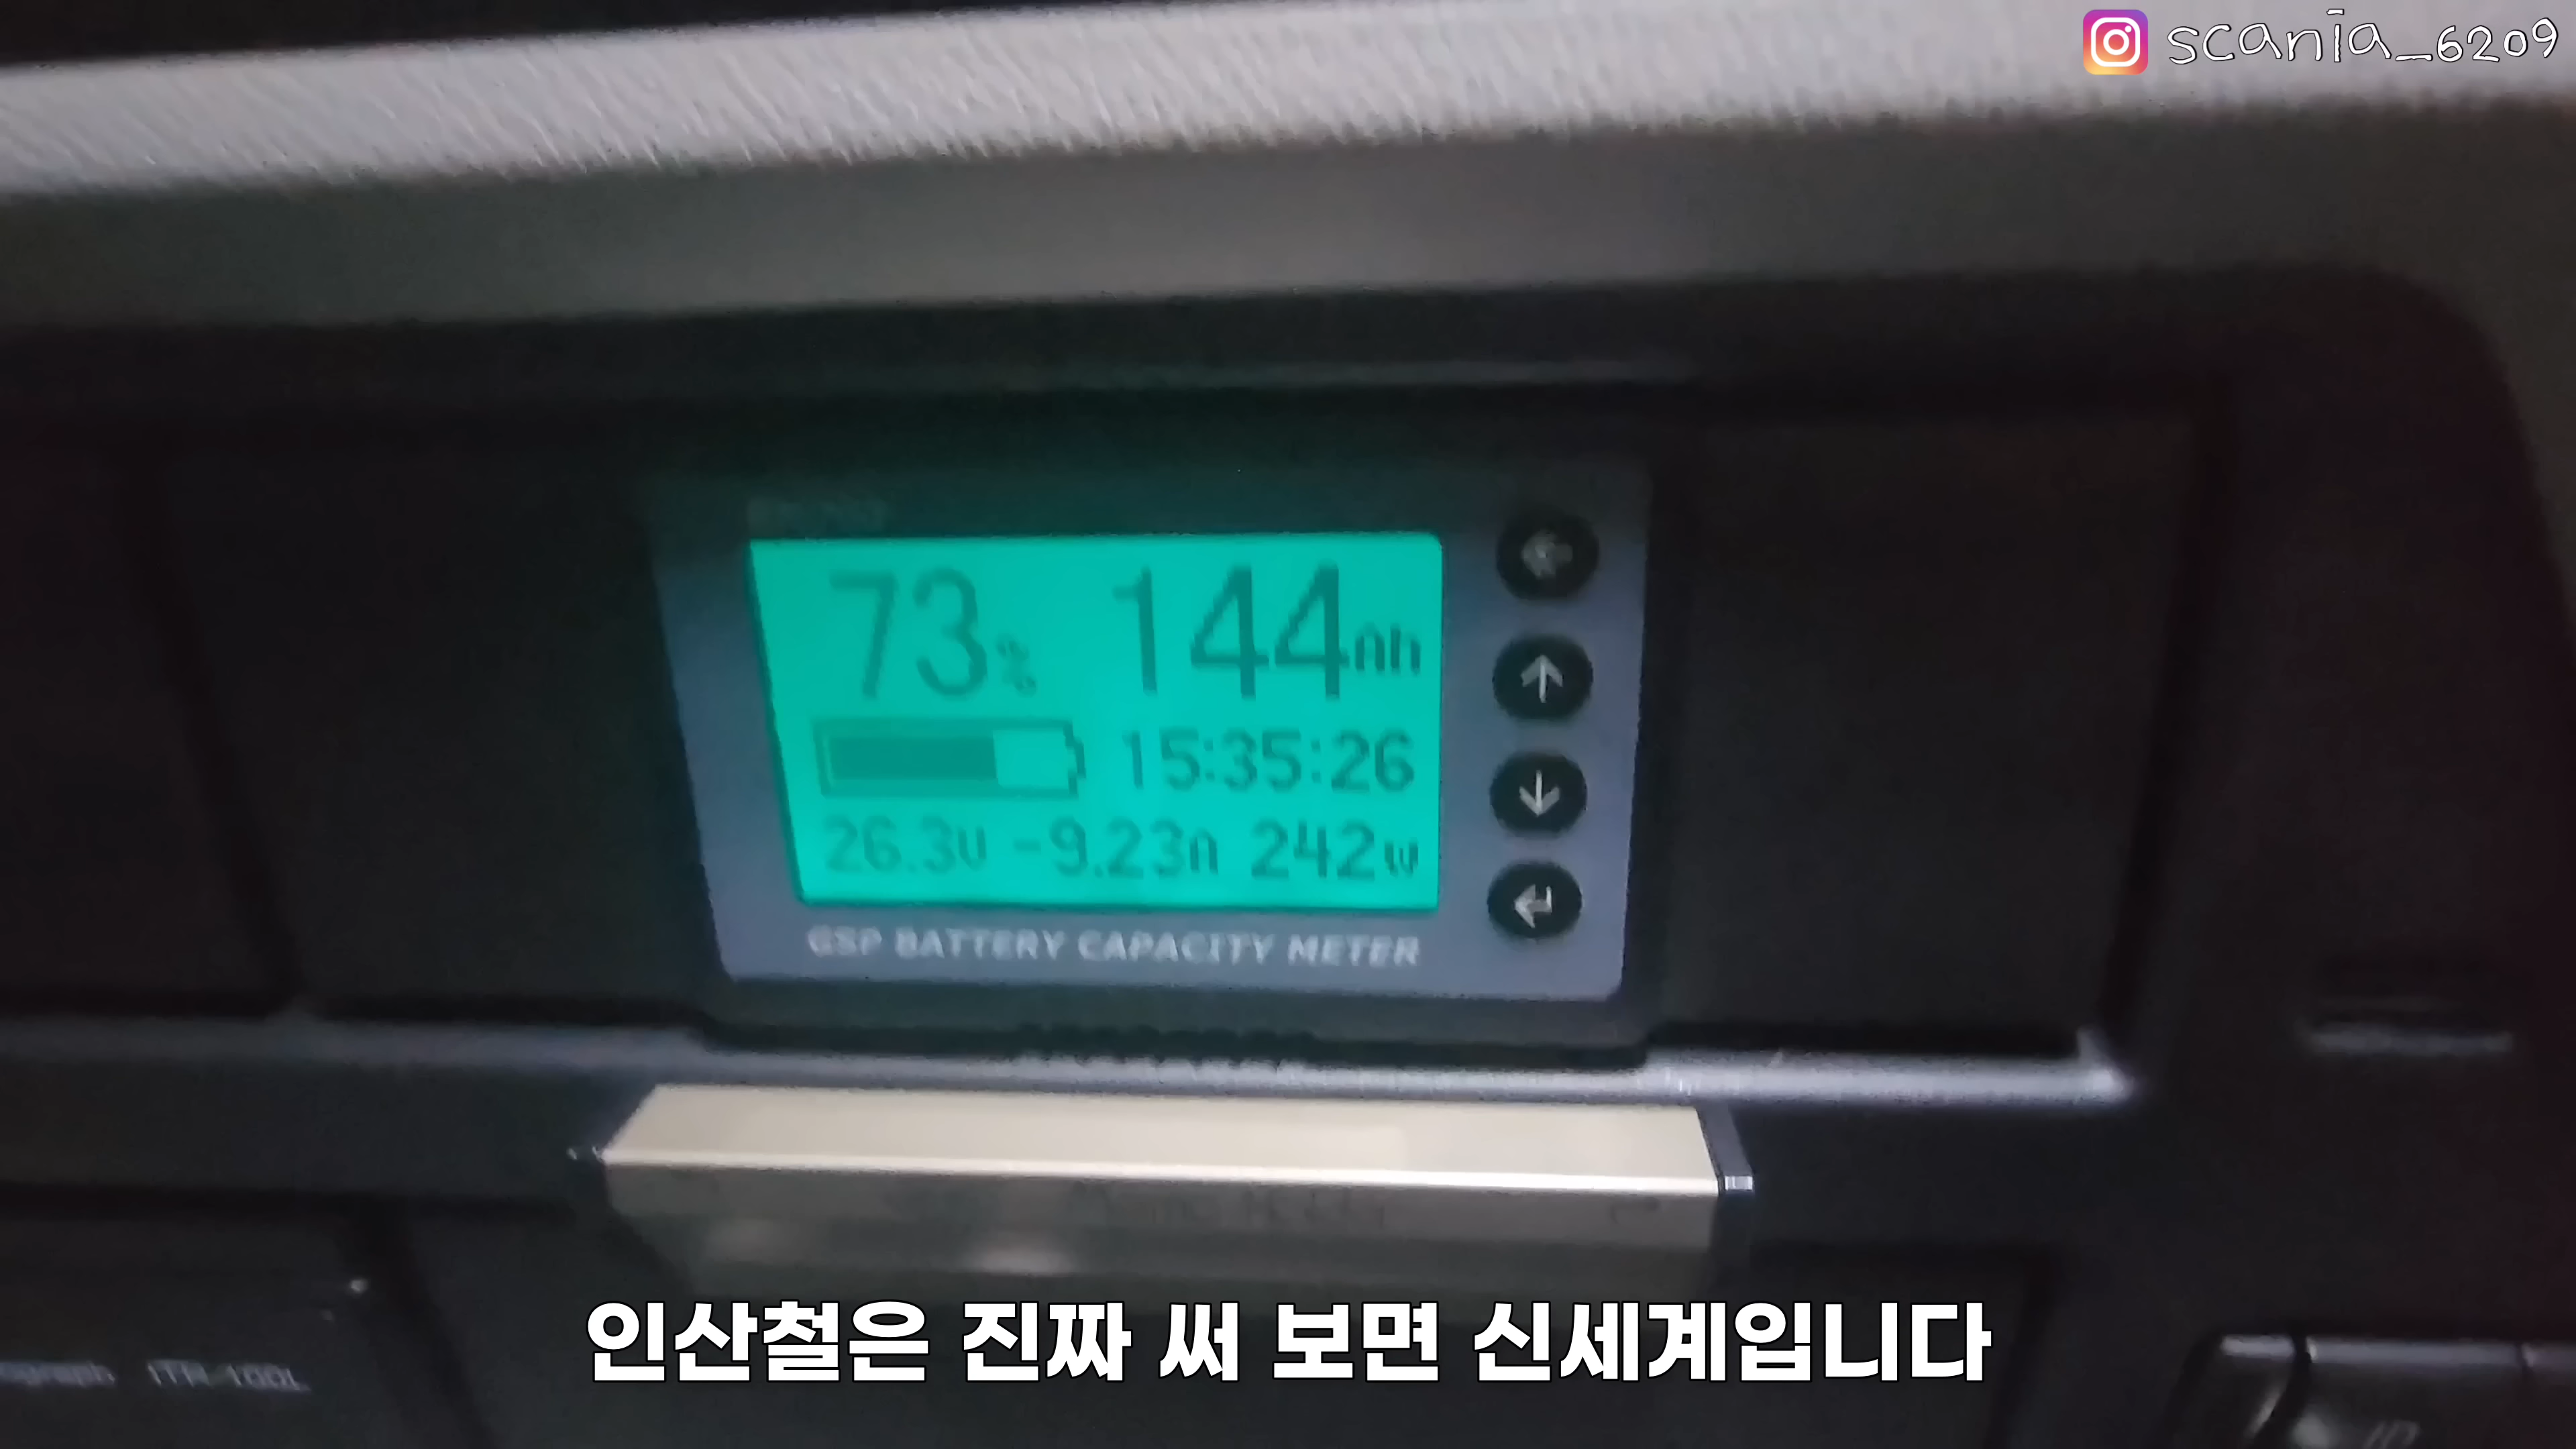 scania_6209
73% 144Ah
15:35:26
26.3V -9.23A 242W
GSP BATTERY CAPACITY METER
인산철은 진짜 써 보면 신세계입니다